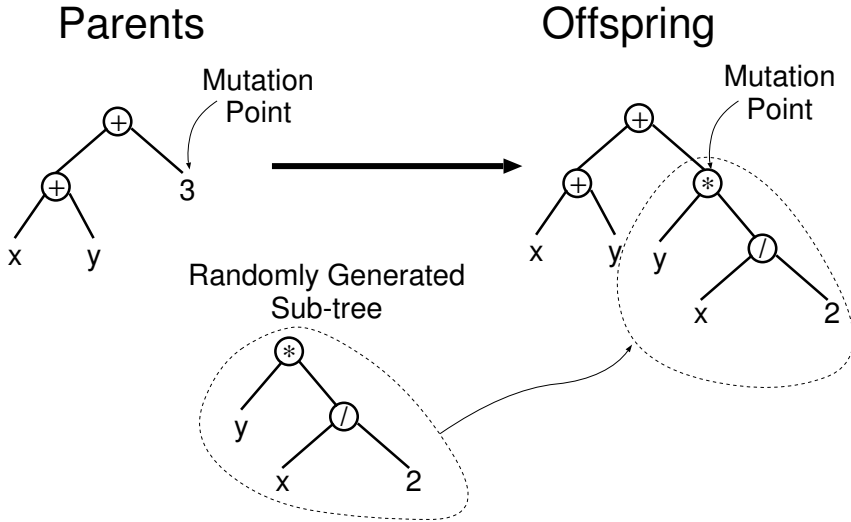 Parents
Offspring
Mutation
Point
Mutation
Point
+
+
+
3
+
*
x
y
x
y
y
/
Randomly Generated
Sub-tree
x
2
*
y
/
x
2